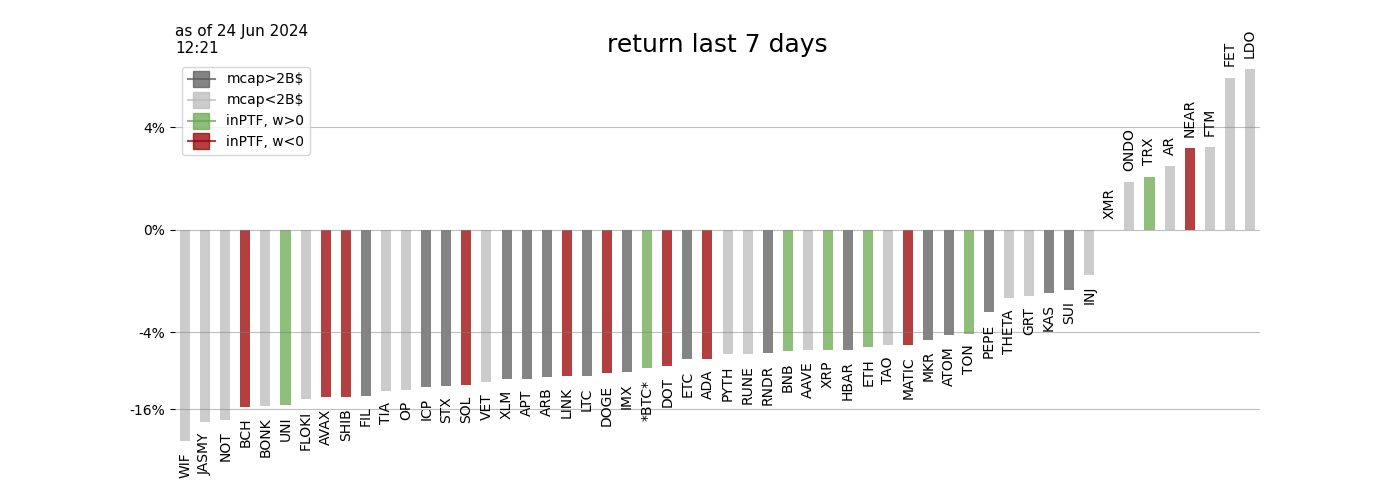 as of 24 Jun 2024
12:21
return last 7 days
mcap>2B$
mcap<2B$
inPTF, w>0
inPTF, w<0
4%
0%
-4%
-16%
WIF
JASMY
NOT
BCH
BONK
UNI
FLOKI
AVAX
SHIB
FIL
TIA
OP
ICP
STX
SOL
VET
XLM
APT
ARB
LINK
LTC
DOGE
IMX
*BTC*
DOT
ETC
ADA
PYTH
RUNE
RNDR
BNB
AAVE
XRP
HBAR
ETH
TAO
MATIC
MKR
ATOM
TON
PEPE
THETA
GRT
KAS
SUI
INJ
XMR
ONDO
TRX
AR
NEAR
FTM
FET
LDO